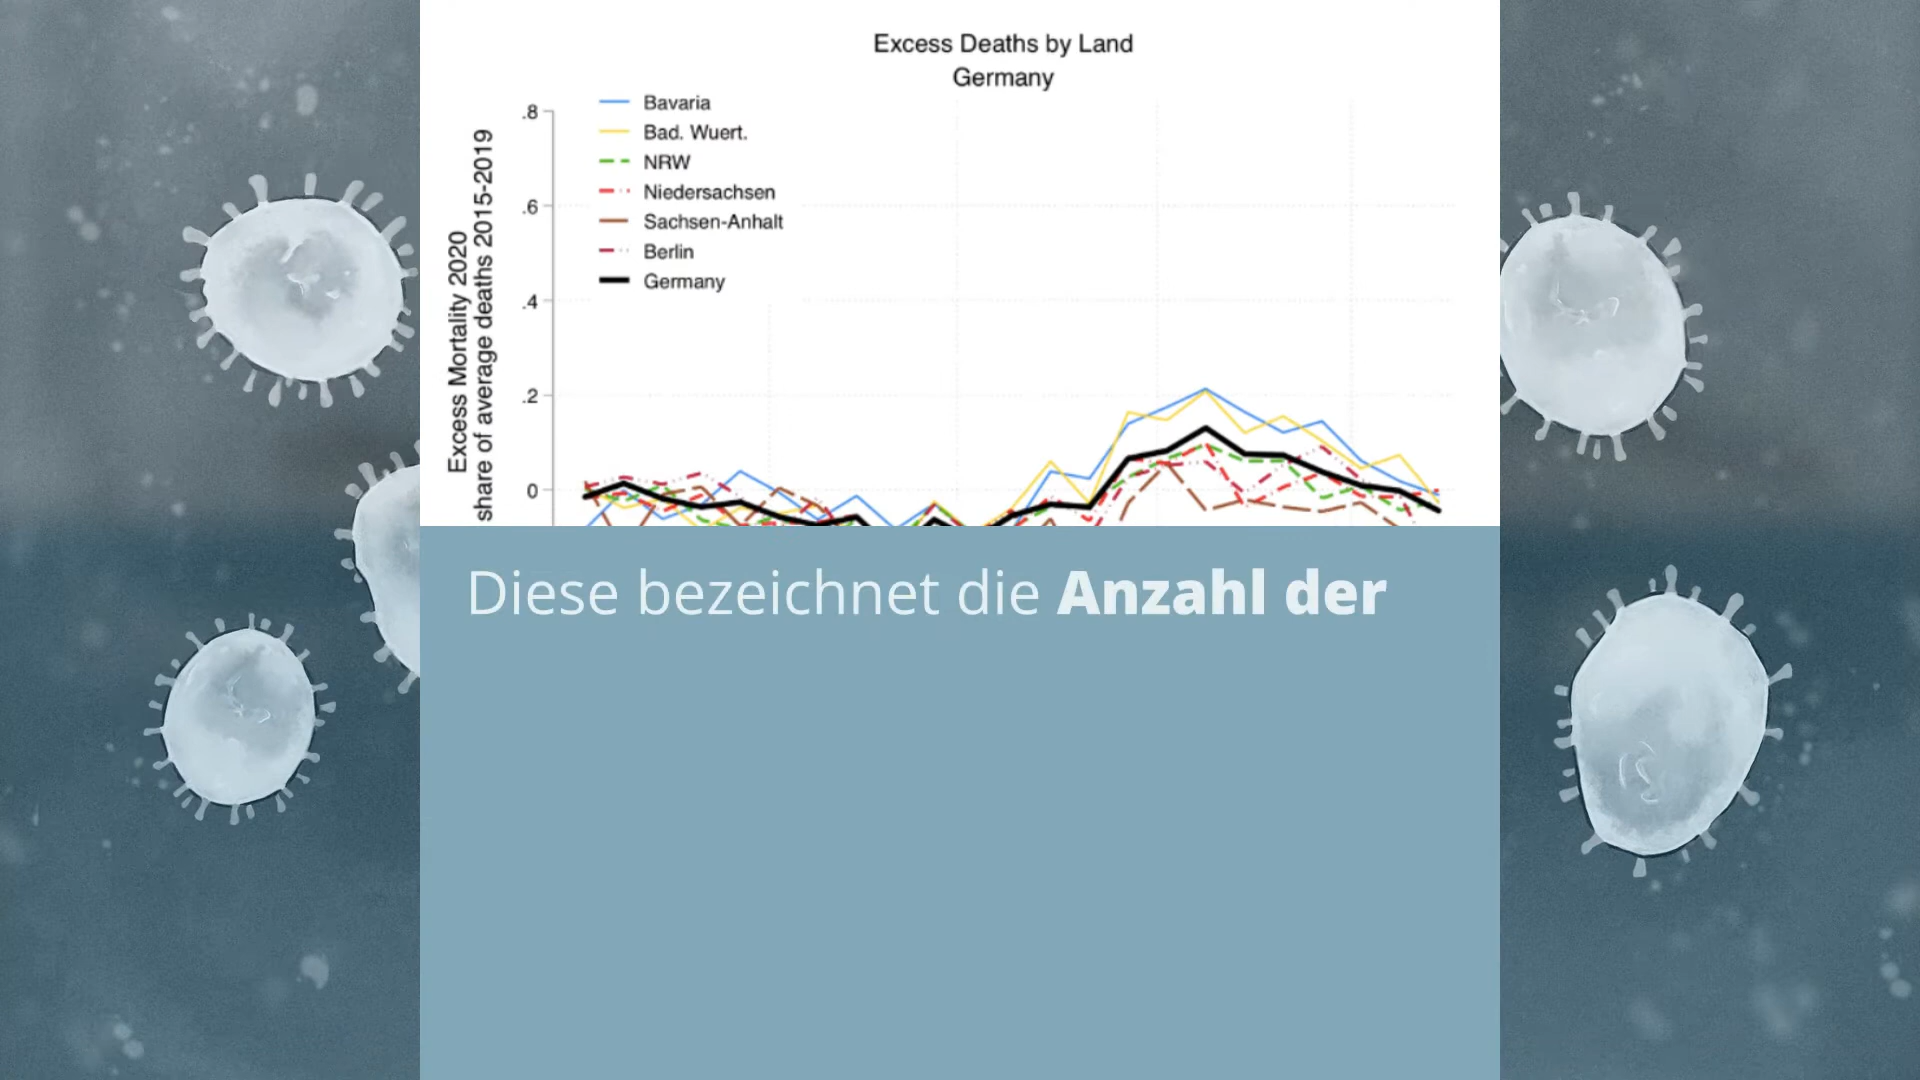 Excess Deaths by Land
Germany
Excess Mortality 2020
share of average deaths 2015-2019
.8
.6
.4
.2
0
Bavaria
Bad. Wuert.
NRW
Niedersachsen
Sachsen-Anhalt
Berlin
Germany
Diese bezeichnet die Anzahl der